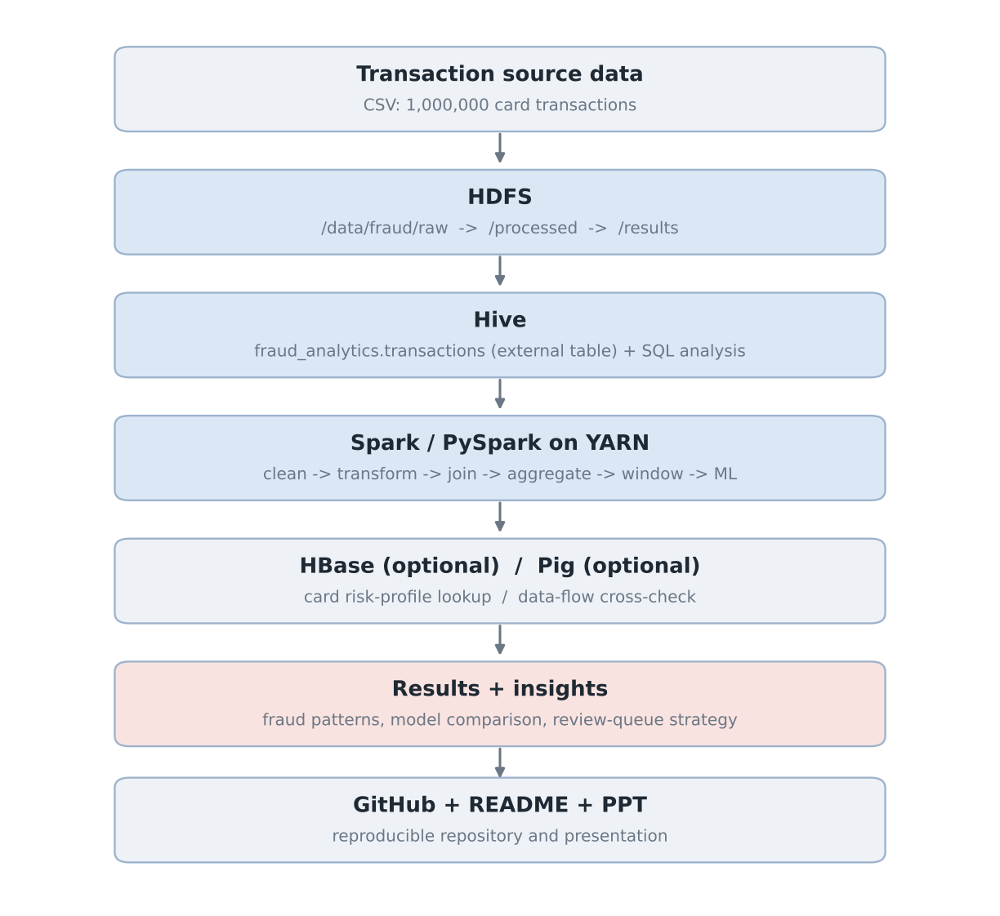 Transaction source data
CSV: 1,000,000 card transactions
HDFS
/data/fraud/raw  ->  /processed  ->  /results
Hive
fraud_analytics.transactions (external table) + SQL analysis
Spark / PySpark on YARN
clean -> transform -> join -> aggregate -> window -> ML
HBase (optional)  /  Pig (optional)
card risk-profile lookup  /  data-flow cross-check
Results + insights
fraud patterns, model comparison, review-queue strategy
GitHub + README + PPT
reproducible repository and presentation